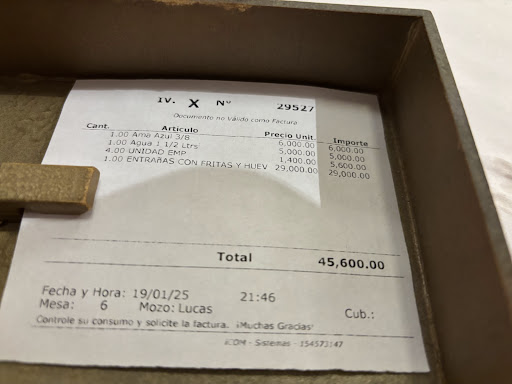 IV. X Nº 29527
Documento no Válido como Factura
Cant. Artículo Precio Unit. Importe
1.00 Ama Azul 3/8 6,000.00 6,000.00
1.00 Agua 1 1/2 Ltrs 5,000.00 5,000.00
4.00 UNIDAD EMP 1,400.00 5,600.00
1.00 ENTRAÑAS CON FRITAS Y HUEV 29,000.00 29,000.00
Total 45,600.00
Fecha y Hora: 19/01/25 21:46
Mesa: 6 Mozo: Lucas Cub.:
Controle su consumo y solicite la factura. ¡Muchas Gracias!
- Sistemas - 154573147